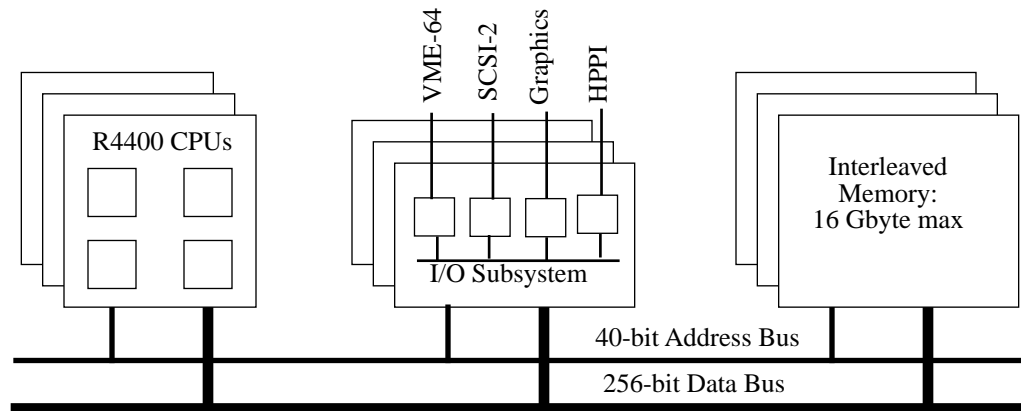 VME-64
SCSI-2
Graphics
HPPI
R4400 CPUs
I/O Subsystem
Interleaved
Memory:
16 Gbyte max
40-bit Address Bus
256-bit Data Bus